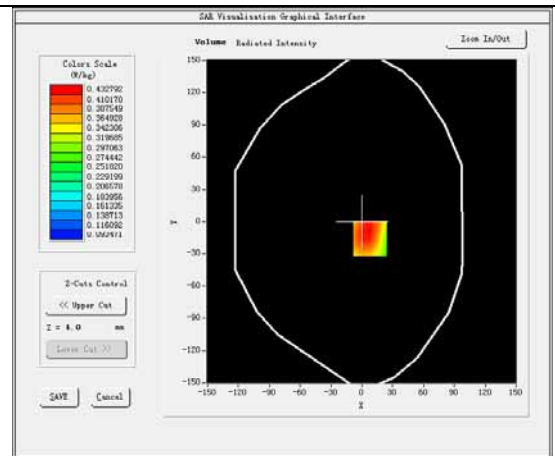 SAR Visualisation Graphical Interface
Volume Radiated Intensity
Zoom In/Out
Colors Scale
(W/kg)
0.432792
0.410170
0.387549
0.364928
0.342306
0.319685
0.297063
0.274442
0.251820
0.229199
0.206578
0.183956
0.161335
0.138713
0.116092
0.093471
Z-Cuts Control
<< Upper Cut
Z = 4.0 mm
Lower Cut >>
SAVE Cancel
150
120
90
60
30
0
-30
-60
-90
-120
-150
Y
-150 -120 -90 -60 -30 0 30 60 90 120 150
X